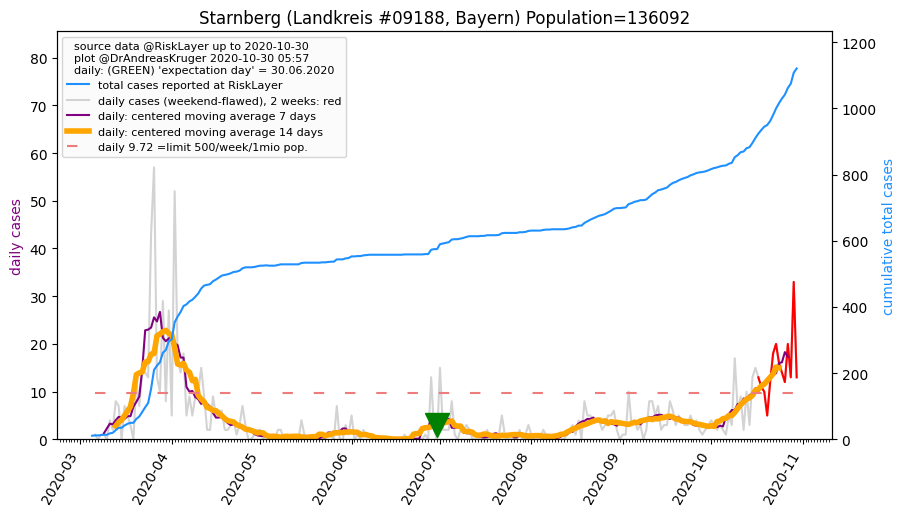 Starnberg (Landkreis #09188, Bayern) Population=136092
source data @RiskLayer up to 2020-10-30
plot @DrAndreasKruger 2020-10-30 05:57
daily: (GREEN) 'expectation day' = 30.06.2020
total cases reported at RiskLayer
daily cases (weekend-flawed), 2 weeks: red
daily: centered moving average 7 days
daily: centered moving average 14 days
daily 9.72 =limit 500/week/1mio pop.
daily cases
80
70
60
50
40
30
20
10
0
cumulative total cases
1200
1000
800
600
400
200
0
2020-03
2020-04
2020-05
2020-06
2020-07
2020-08
2020-09
2020-10
2020-11